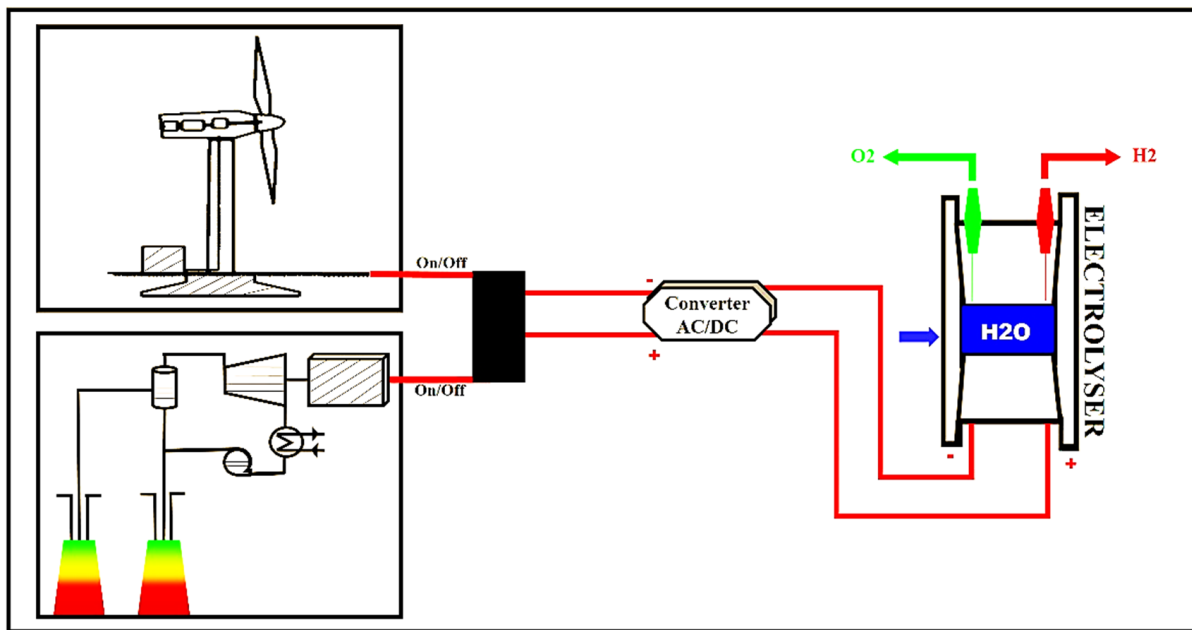 O2
H2
On/Off
-
Converter
AC/DC
+
H2O
ELECTROLYSER
On/Off
-
+